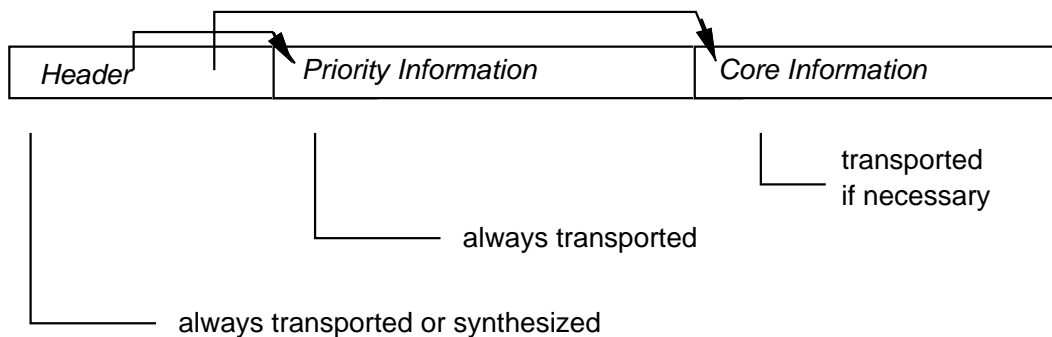 Header
Priority Information
Core Information
transported
if necessary
always transported
always transported or synthesized